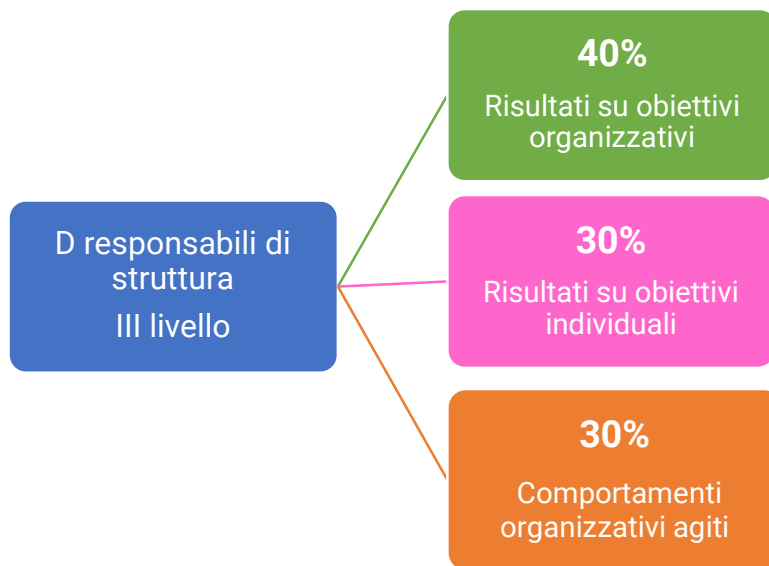 D responsabili di
struttura
III livello
40%
Risultati su obiettivi
organizzativi
30%
Risultati su obiettivi
individuali
30%
Comportamenti
organizzativi agiti